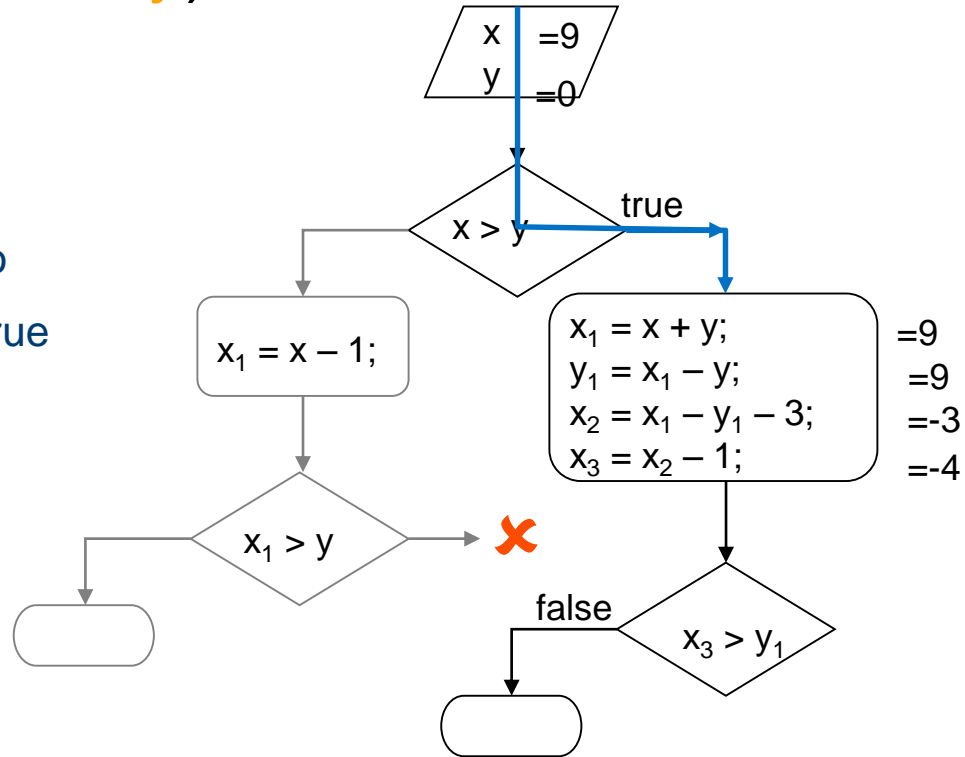 x =9
y =0
x > y
true
rue
x₁ = x – 1;
x₁ = x + y; =9
y₁ = x₁ – y; =9
x₂ = x₁ – y₁ – 3; =-3
x₃ = x₂ – 1; =-4
x₁ > y
✘
false
x₃ > y₁